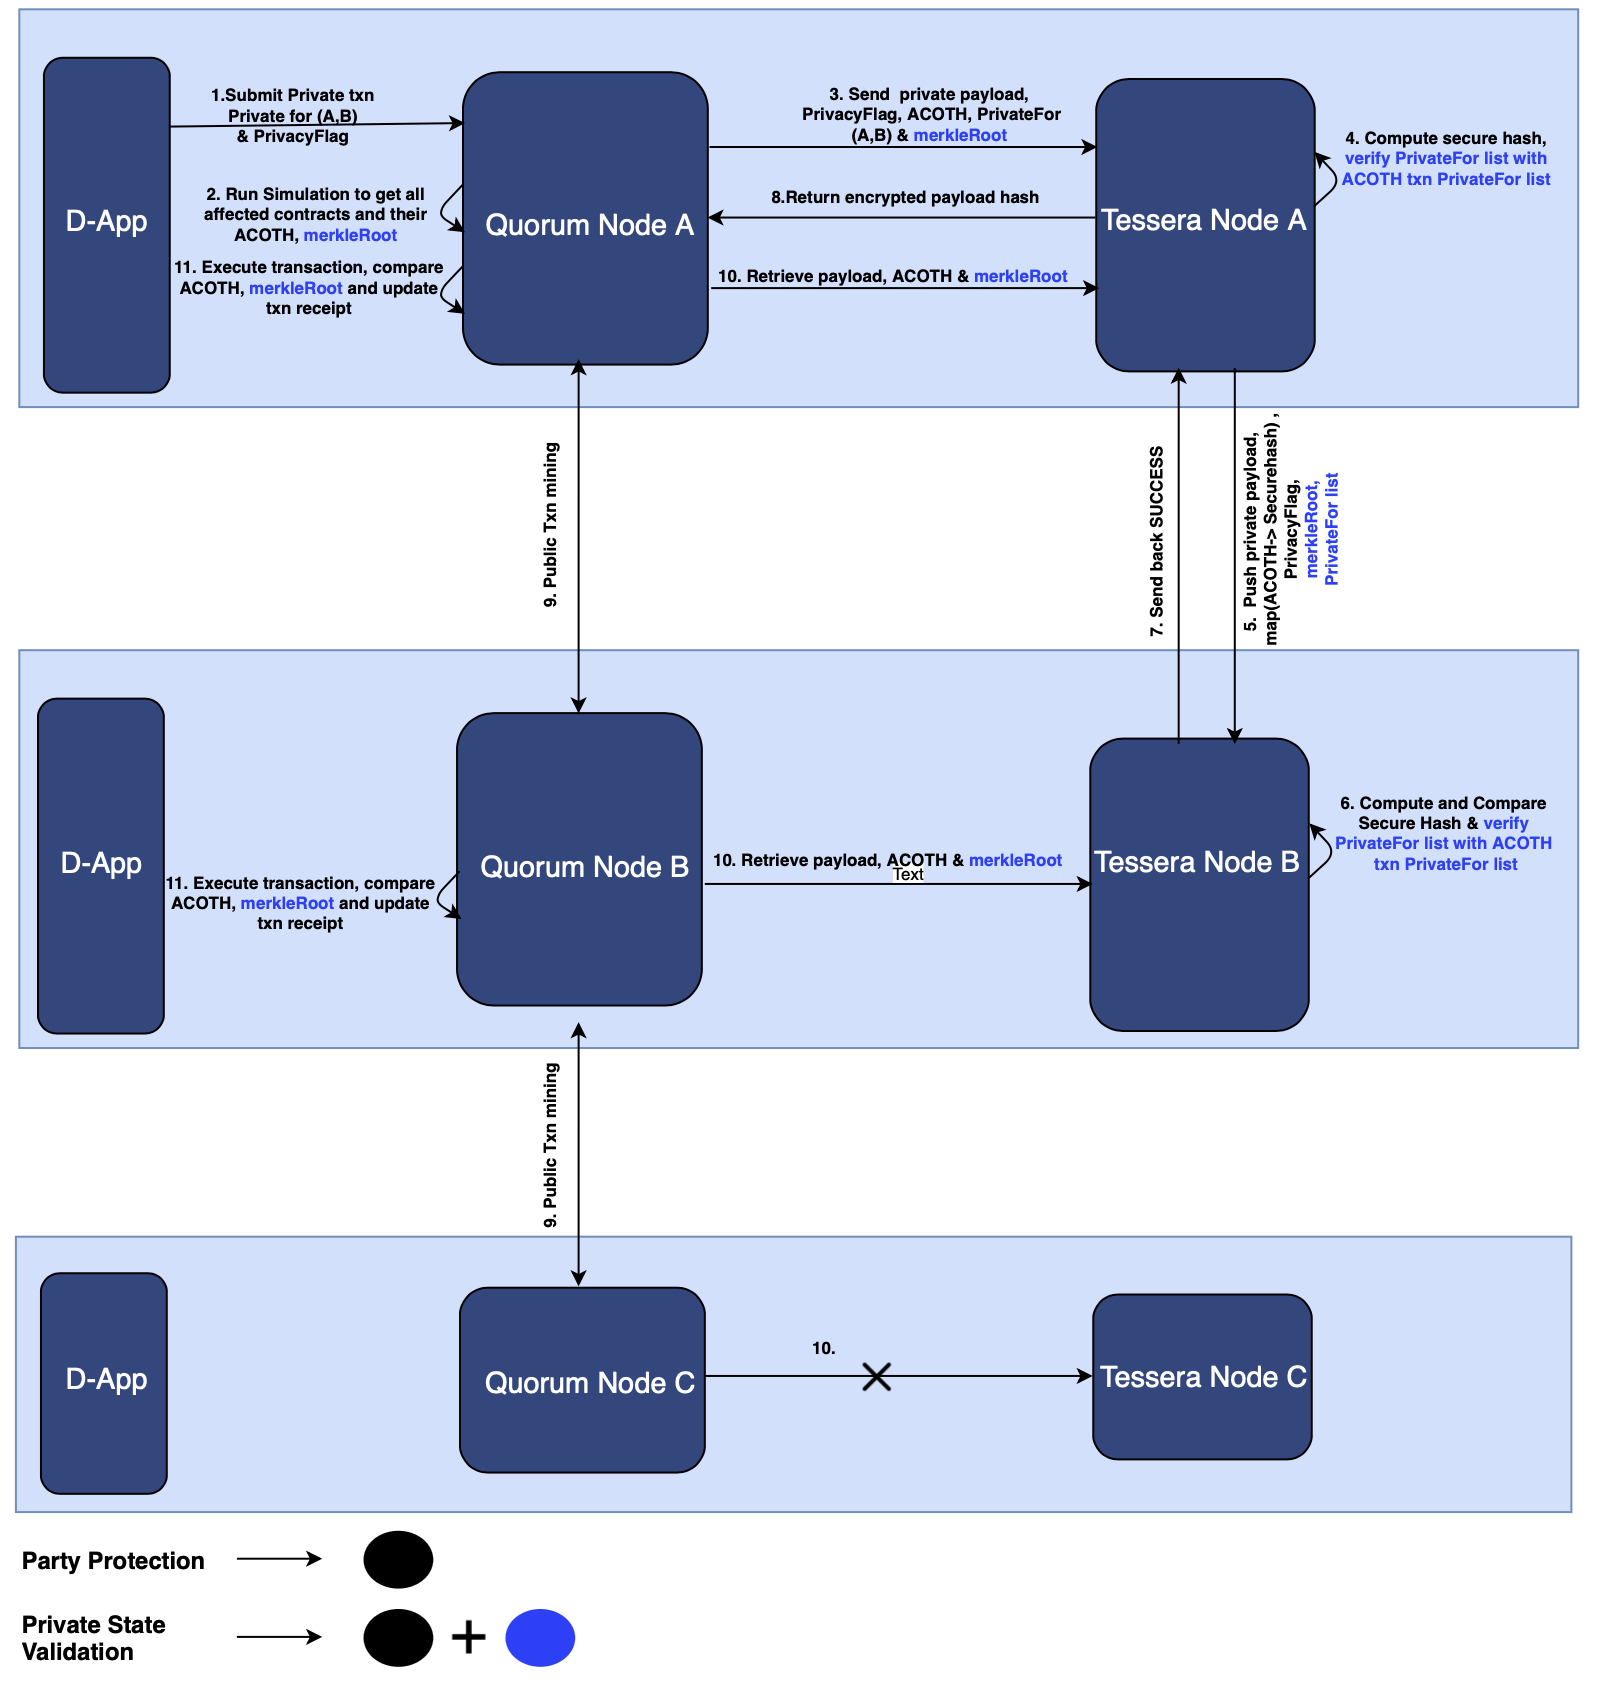 D-App
1.Submit Private txn
Private for (A,B)
& PrivacyFlag
2. Run Simulation to get all
affected contracts and their
ACOTH, merkleRoot
11. Execute transaction, compare
ACOTH, merkleRoot and update
txn receipt
Quorum Node A
3. Send private payload,
PrivacyFlag, ACOTH, PrivateFor
(A,B) & merkleRoot
8.Return encrypted payload hash
10. Retrieve payload, ACOTH & merkleRoot
Tessera Node A
4. Compute secure hash,
verify PrivateFor list with
ACOTH txn PrivateFor list
9. Public Txn mining
7. Send back SUCCESS
5. Push private payload,
map(ACOTH-> Securehash) ,
PrivacyFlag,
merkleRoot,
PrivateFor list
D-App
11. Execute transaction, compare
ACOTH, merkleRoot and update
txn receipt
Quorum Node B
10. Retrieve payload, ACOTH & merkleRoot
Text
Tessera Node B
6. Compute and Compare
Secure Hash & verify
PrivateFor list with ACOTH
txn PrivateFor list
9. Public Txn mining
D-App
Quorum Node C
10.
Tessera Node C
Party Protection
Private State
Validation